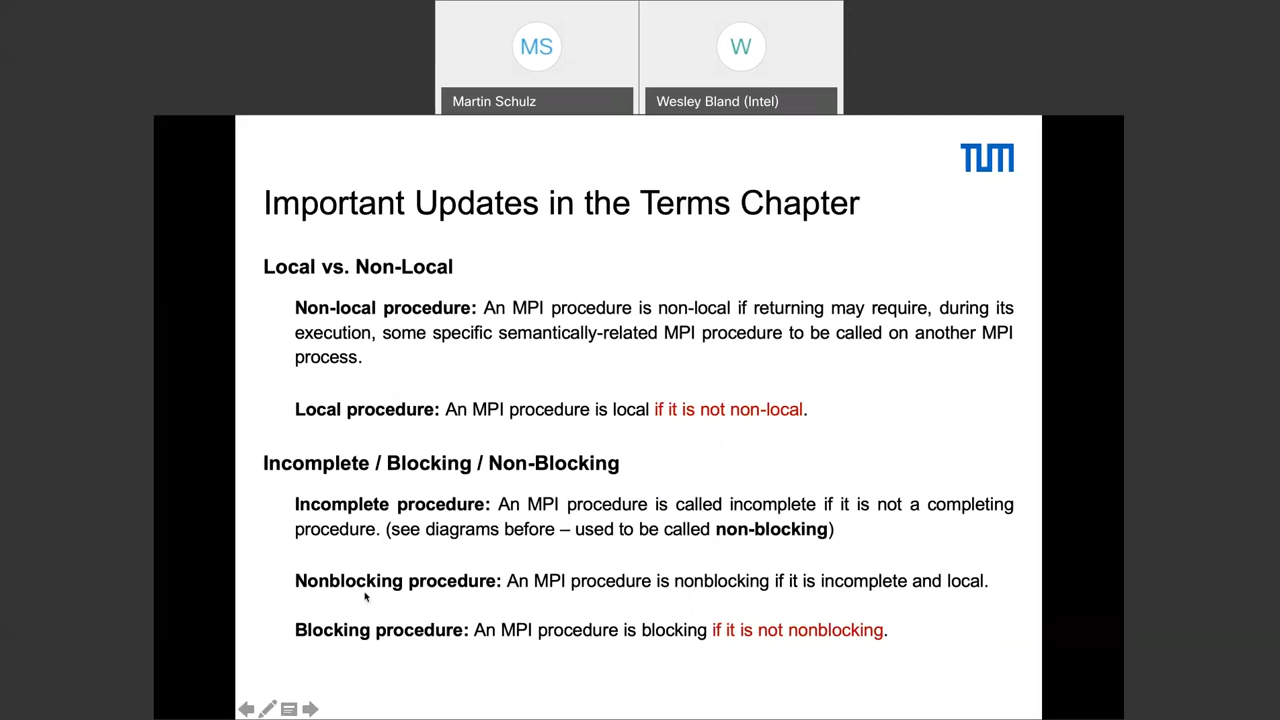 MS
W
Martin Schulz
Wesley Bland (Intel)
TUM
Important Updates in the Terms Chapter
Local vs. Non-Local
Non-local procedure: An MPI procedure is non-local if returning may require, during its
execution, some specific semantically-related MPI procedure to be called on another MPI
process.
Local procedure: An MPI procedure is local if it is not non-local.
Incomplete / Blocking / Non-Blocking
Incomplete procedure: An MPI procedure is called incomplete if it is not a completing
procedure. (see diagrams before – used to be called non-blocking)
Nonblocking procedure: An MPI procedure is nonblocking if it is incomplete and local.
Blocking procedure: An MPI procedure is blocking if it is not nonblocking.